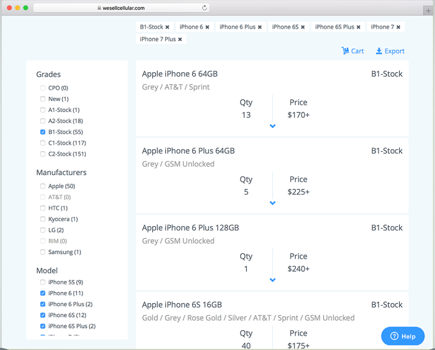 wesellcellular.com
B1-Stock ✖ iPhone 6 ✖ iPhone 6 Plus ✖ iPhone 6S ✖ iPhone 6S Plus ✖ iPhone 7 ✖
iPhone 7 Plus ✖
Cart Export
Grades
CPO (0)
New (1)
A1-Stock (1)
A2-Stock (18)
B1-Stock (55)
C1-Stock (117)
C2-Stock (151)
Manufacturers
Apple (50)
AT&T (0)
HTC (1)
Kyocera (1)
LG (2)
RIM (0)
Samsung (1)
Model
iPhone 5S (9)
iPhone 6 (11)
iPhone 6 Plus (2)
iPhone 6S (12)
iPhone 6S Plus (2)
Apple iPhone 6 64GB B1-Stock
Grey / AT&T / Sprint
Qty Price
13 $170+
Apple iPhone 6 Plus 64GB B1-Stock
Grey / GSM Unlocked
Qty Price
5 $225+
Apple iPhone 6 Plus 128GB B1-Stock
Grey / GSM Unlocked
Qty Price
1 $240+
Apple iPhone 6S 16GB B1-Stock
Gold / Grey / Rose Gold / Silver / AT&T / Sprint / GSM Unlocked
Qty Price
40 $175+
Help